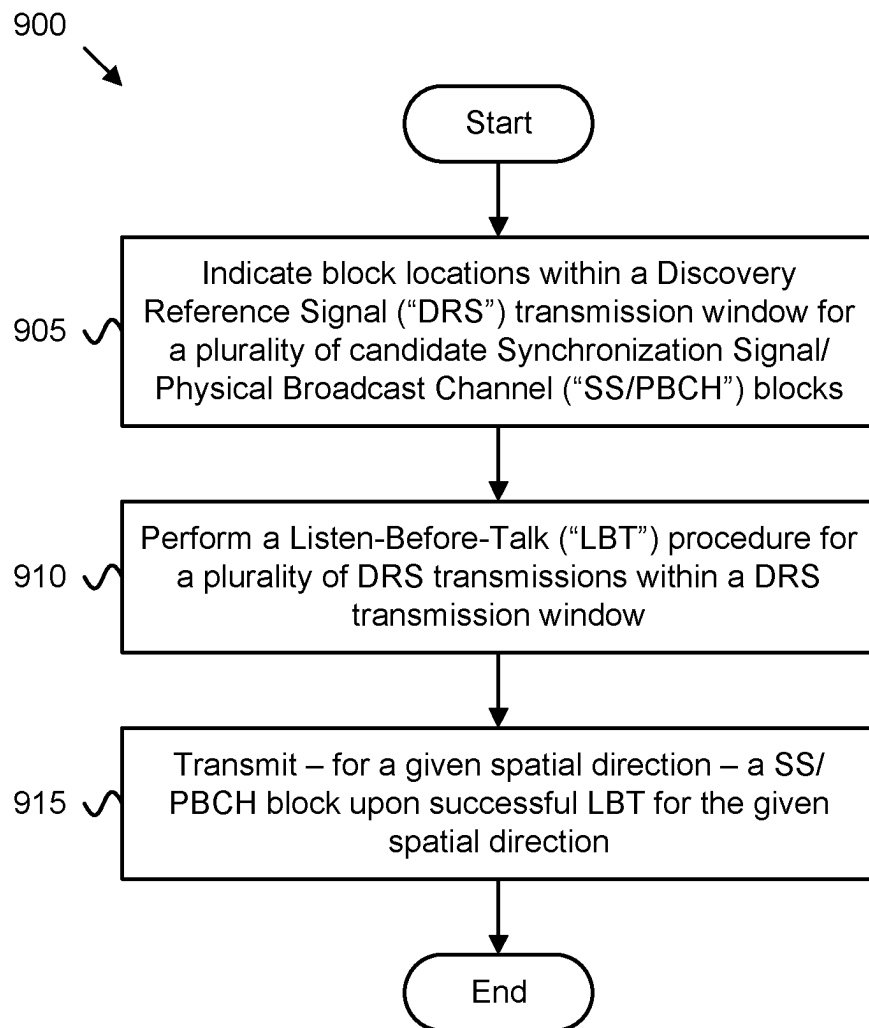 900
Start
905
Indicate block locations within a Discovery
Reference Signal (“DRS”) transmission window for
a plurality of candidate Synchronization Signal/
Physical Broadcast Channel (“SS/PBCH”) blocks
910
Perform a Listen-Before-Talk (“LBT”) procedure for
a plurality of DRS transmissions within a DRS
transmission window
915
Transmit – for a given spatial direction – a SS/
PBCH block upon successful LBT for the given
spatial direction
End